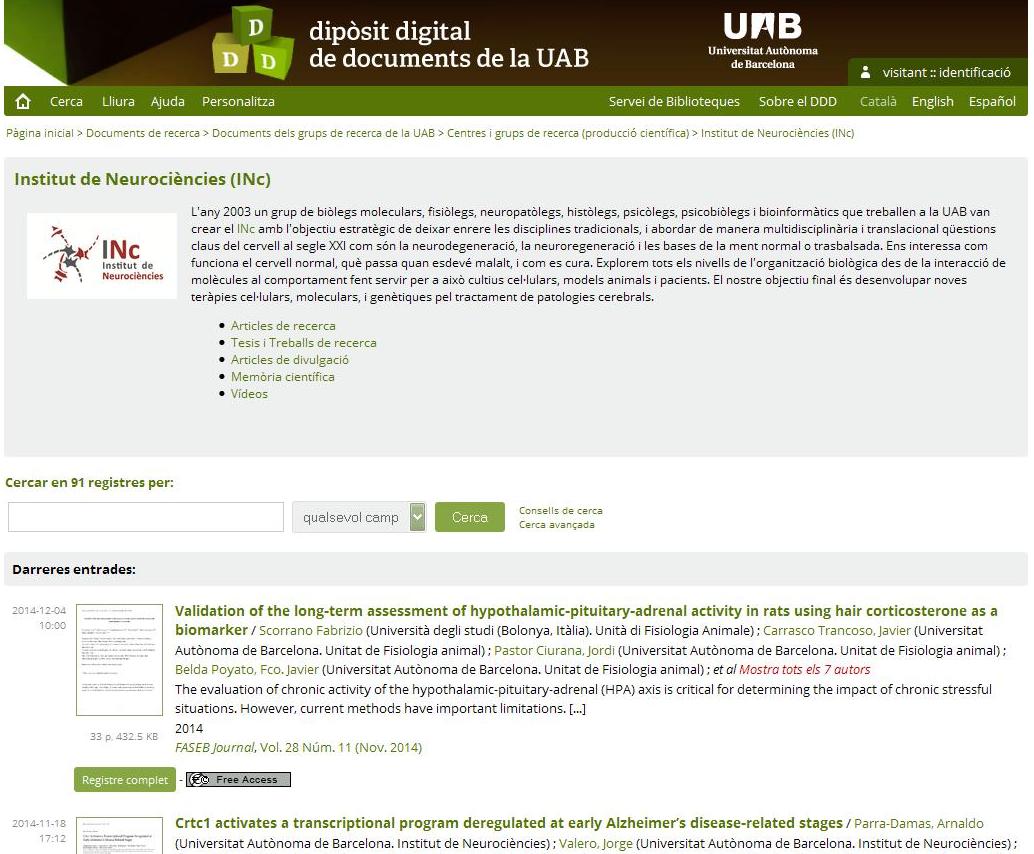 D
D
D
dipòsit digital
de documents de la UAB
UAB
Universitat Autònoma
de Barcelona
visitant :: identificació
Cerca Lliura Ajuda Personalitza
Servei de Biblioteques Sobre el DDD Català English Español
Pàgina inicial > Documents de recerca > Documents dels grups de recerca de la UAB > Centres i grups de recerca (producció científica) > Institut de Neurociències (INc)
Institut de Neurociències (INc)
INc
Institut de
Neurociències
L'any 2003 un grup de biòlegs moleculars, fisiòlegs, neuropatòlegs, històlegs, psicòlegs, psicobiòlegs i bioinformàtics que treballen a la UAB van
crear el INc amb l'objectiu estratègic de deixar enrere les disciplines tradicionals, i abordar de manera multidisciplinària i translacional qüestions
claus del cervell al segle XXI com són la neurodegeneració, la neuroregeneració i les bases de la ment normal o trasbalsada. Ens interessa com
funciona el cervell normal, què passa quan esdevé malalt, i com es cura. Explorem tots els nivells de l'organització biològica des de la interacció de
molècules al comportament fent servir per a això cultius cel·lulars, models animals i pacients. El nostre objectiu final és desenvolupar noves
teràpies cel·lulars, moleculars, i genètiques pel tractament de patologies cerebrals.
• Articles de recerca
• Tesis i Treballs de recerca
• Articles de divulgació
• Memòria científica
• Vídeos
Cercar en 91 registres per:
qualsevol camp
Cerca
Consells de cerca
Cerca avançada
Darreres entrades:
2014-12-04
10:00
33 p, 432.5 KB
Validation of the long-term assessment of hypothalamic-pituitary-adrenal activity in rats using hair corticosterone as a
biomarker / Scorrano Fabrizio (Università degli studi (Bolonya, Itàlia). Unità di Fisiologia Animale) ; Carrasco Trancoso, Javier (Universitat
Autònoma de Barcelona. Unitat de Fisiologia animal) ; Pastor Ciurana, Jordi (Universitat Autònoma de Barcelona. Unitat de Fisiologia animal) ;
Belda Poyato, Fco. Javier (Universitat Autònoma de Barcelona. Unitat de Fisiologia animal) ; et al Mostra tots els 7 autors
The evaluation of chronic activity of the hypothalamic-pituitary-adrenal (HPA) axis is critical for determining the impact of chronic stressful
situations. However, current methods have important limitations. [...]
2014
FASEB Journal, Vol. 28 Núm. 11 (Nov. 2014)
Registre complet - Free Access
2014-11-18
17:12
Crtc1 activates a transcriptional program deregulated at early Alzheimer's disease-related stages / Parra-Damas, Arnaldo
(Universitat Autònoma de Barcelona. Institut de Neurociències) ; Valero, Jorge (Universitat Autònoma de Barcelona. Institut de Neurociències) ;